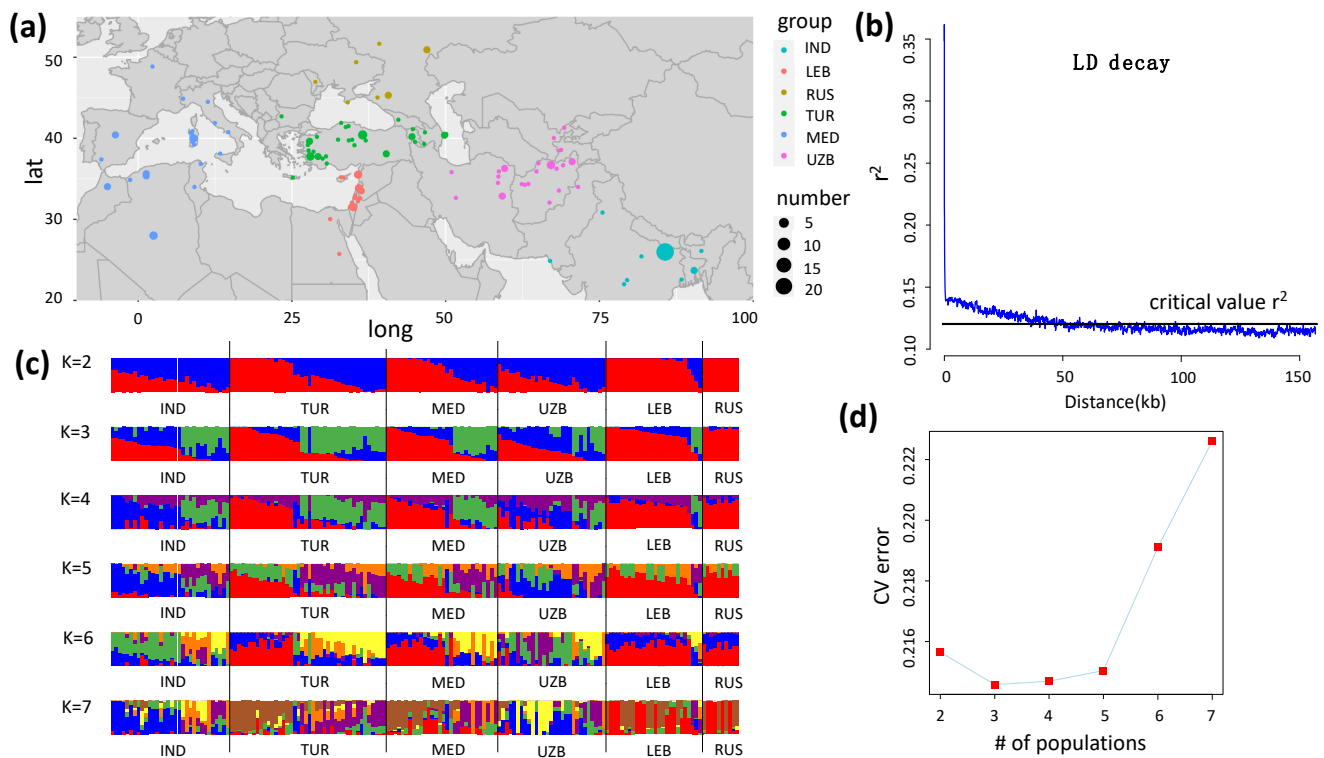 (a)
lat
50
40
30
20
0
25
50
75
100
long
group
IND
LEB
RUS
TUR
MED
UZB
number
5
10
15
20
(b)
LD decay
r²
0.35
0.30
0.25
0.20
0.15
0.10
critical value r²
0
50
100
150
Distance(kb)
(c)
K=2
IND TUR MED UZB LEB RUS
K=3
IND TUR MED UZB LEB RUS
K=4
IND TUR MED UZB LEB RUS
K=5
IND TUR MED UZB LEB RUS
K=6
IND TUR MED UZB LEB RUS
K=7
IND TUR MED UZB LEB RUS
(d)
CV error
0.222
0.220
0.218
0.216
2
3
4
5
6
7
# of populations